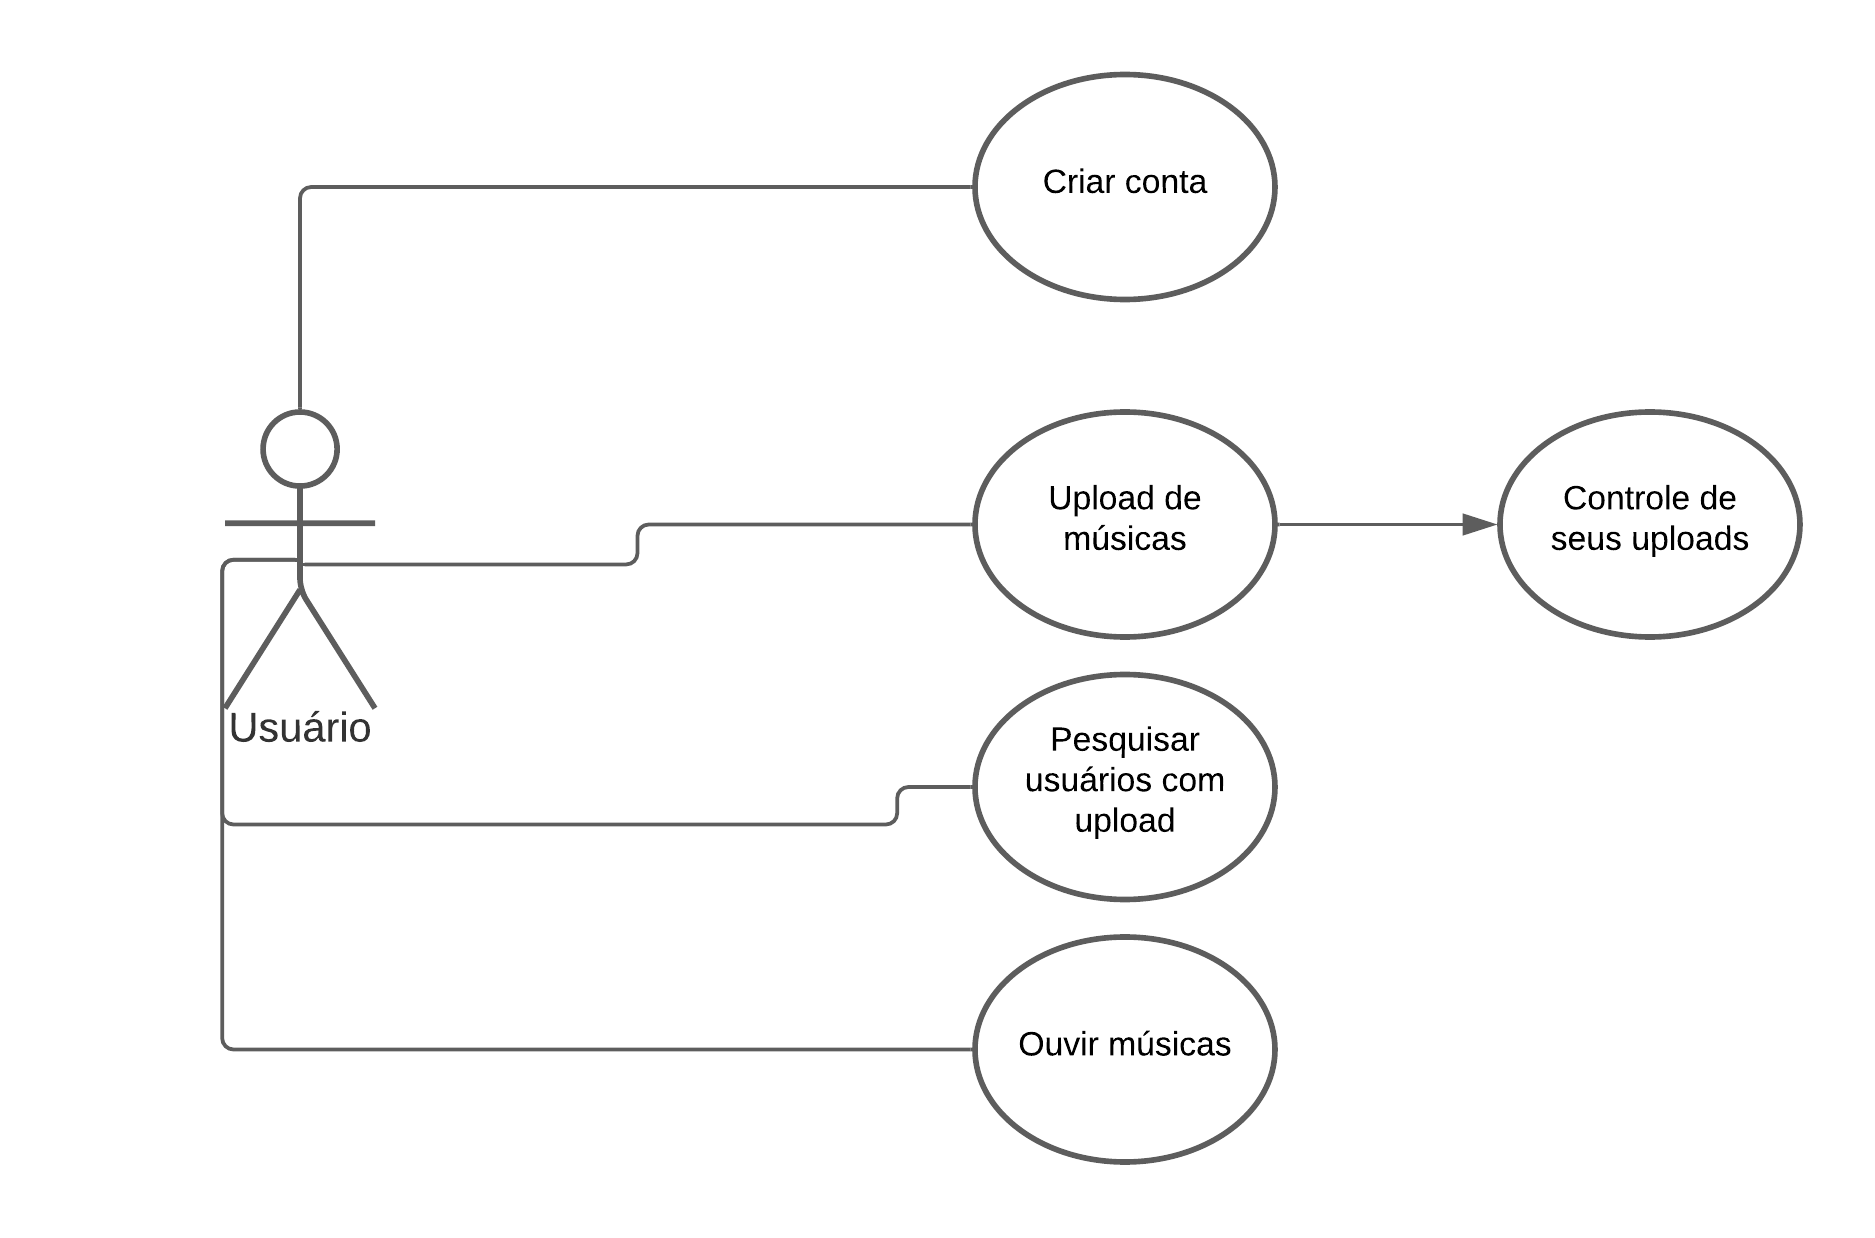 Criar conta
Upload de
músicas
Controle de
seus uploads
Usuário
Pesquisar
usuários com
upload
Ouvir músicas